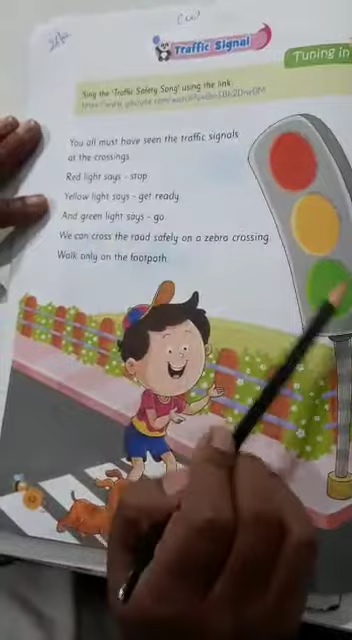 CW
Traffic Signal
Tuning in
Sing the 'Traffic Safety Song' using the link:
You all must have seen the traffic signals
at the crossings.
Red light says - stop
Yellow light says - get ready
And green light says - go
We can cross the road safely on a zebra crossing.
Walk only on the footpath.